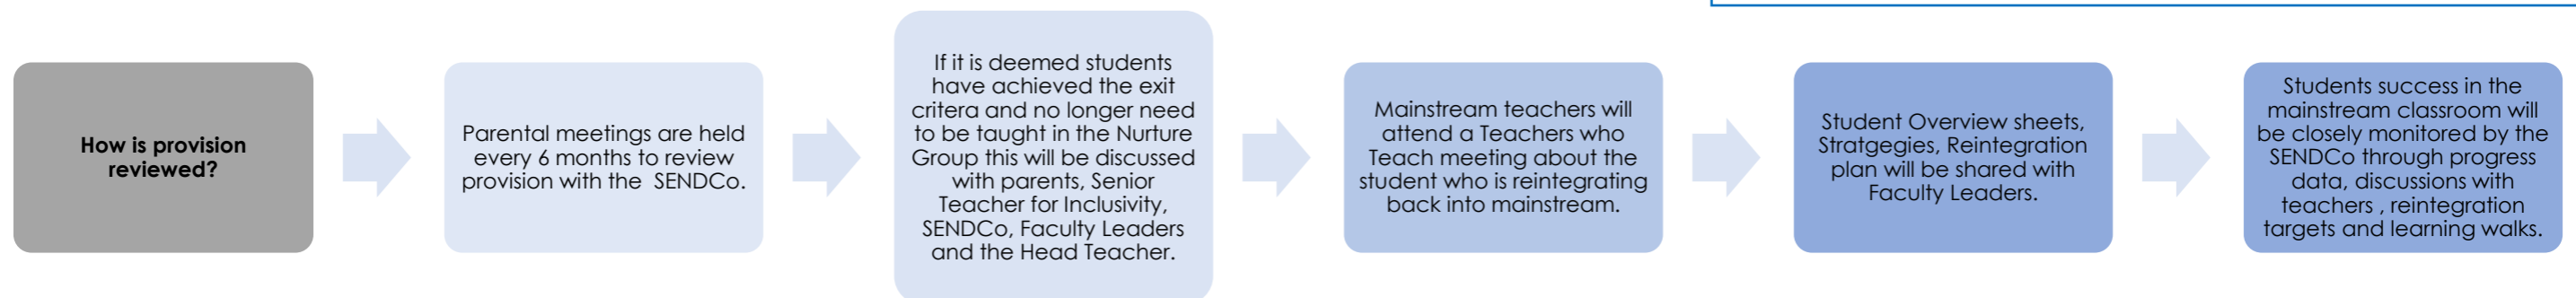 How is provision
reviewed?
Parental meetings are held
every 6 months to review
provision with the  SENDCo.
If it is deemed students
have achieved the exit
critera and no longer need
to be taught in the Nurture
Group this will be discussed
with parents, Senior
Teacher for Inclusivity,
SENDCo, Faculty Leaders
and the Head Teacher.
Mainstream teachers will
attend a Teachers who
Teach meeting about the
student who is reintegrating
back into mainstream.
Student Overview sheets,
Stratgegies, Reintegration
plan will be shared with
Faculty Leaders.
Students success in the
mainstream classroom will
be closely monitored by the
SENDCo through progress
data, discussions with
teachers , reintegration
targets and learning walks.